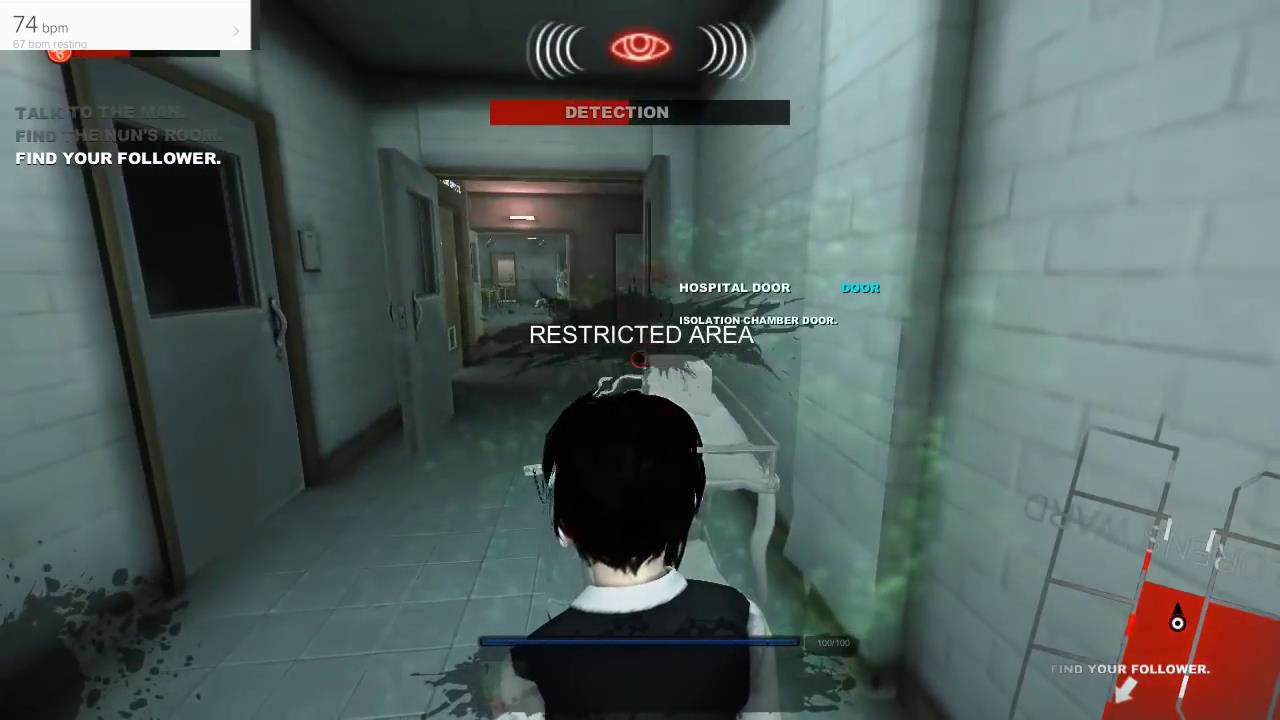 74 bpm
67 bpm resting
DETECTION
TALK TO THE MAN.
FIND THE NUN'S ROOM.
FIND YOUR FOLLOWER.
HOSPITAL DOOR DOOR
ISOLATION CHAMBER DOOR.
RESTRICTED AREA
100/100
FIND YOUR FOLLOWER.